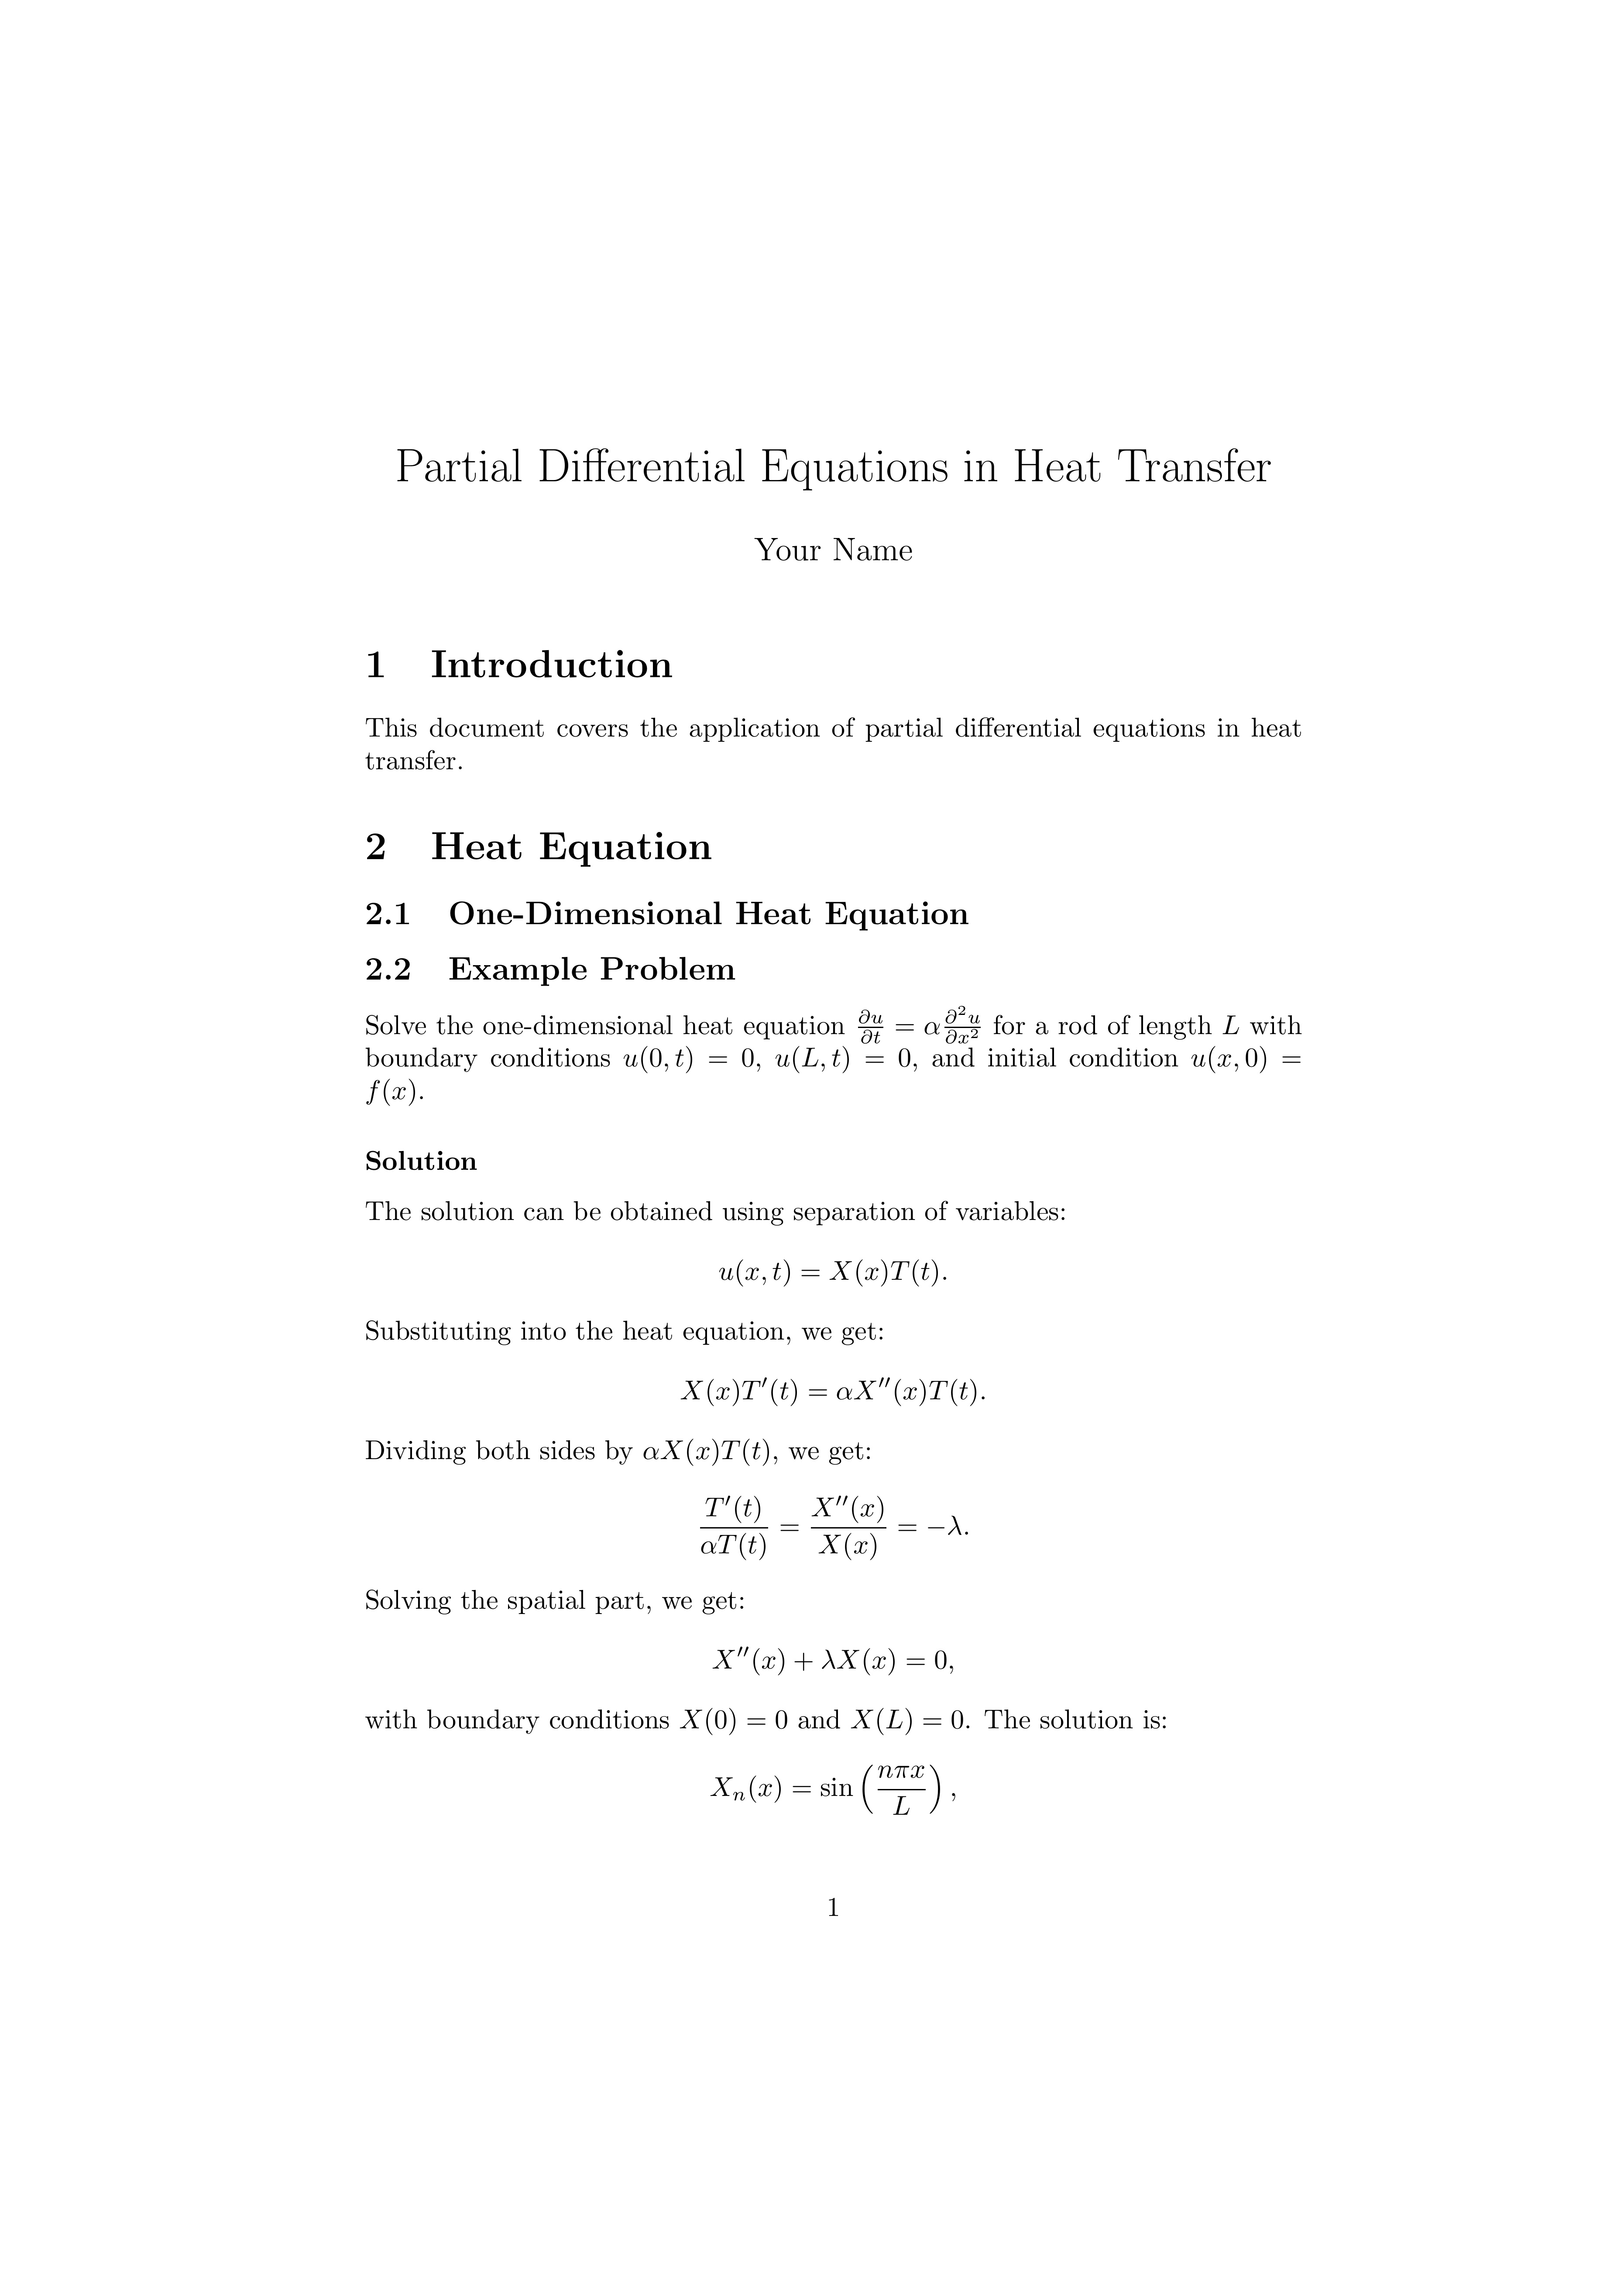 Partial Differential Equations in Heat Transfer
Your Name
1 Introduction
This document covers the application of partial differential equations in heat
transfer.
2 Heat Equation
2.1 One-Dimensional Heat Equation
2.2 Example Problem
Solve the one-dimensional heat equation $\frac{\partial u}{\partial t} = \alpha \frac{\partial^2 u}{\partial x^2}$ for a rod of length $L$ with
boundary conditions $u(0,t) = 0$, $u(L,t) = 0$, and initial condition $u(x,0) =$
$f(x)$.
Solution
The solution can be obtained using separation of variables:
$u(x,t) = X(x)T(t).$
Substituting into the heat equation, we get:
$X(x)T'(t) = \alpha X''(x)T(t).$
Dividing both sides by $\alpha X(x)T(t)$, we get:
$\frac{T'(t)}{\alpha T(t)} = \frac{X''(x)}{X(x)} = -\lambda.$
Solving the spatial part, we get:
$X''(x) + \lambda X(x) = 0,$
with boundary conditions $X(0) = 0$ and $X(L) = 0$. The solution is:
$X_n(x) = \sin\left(\frac{n\pi x}{L}\right),$
1